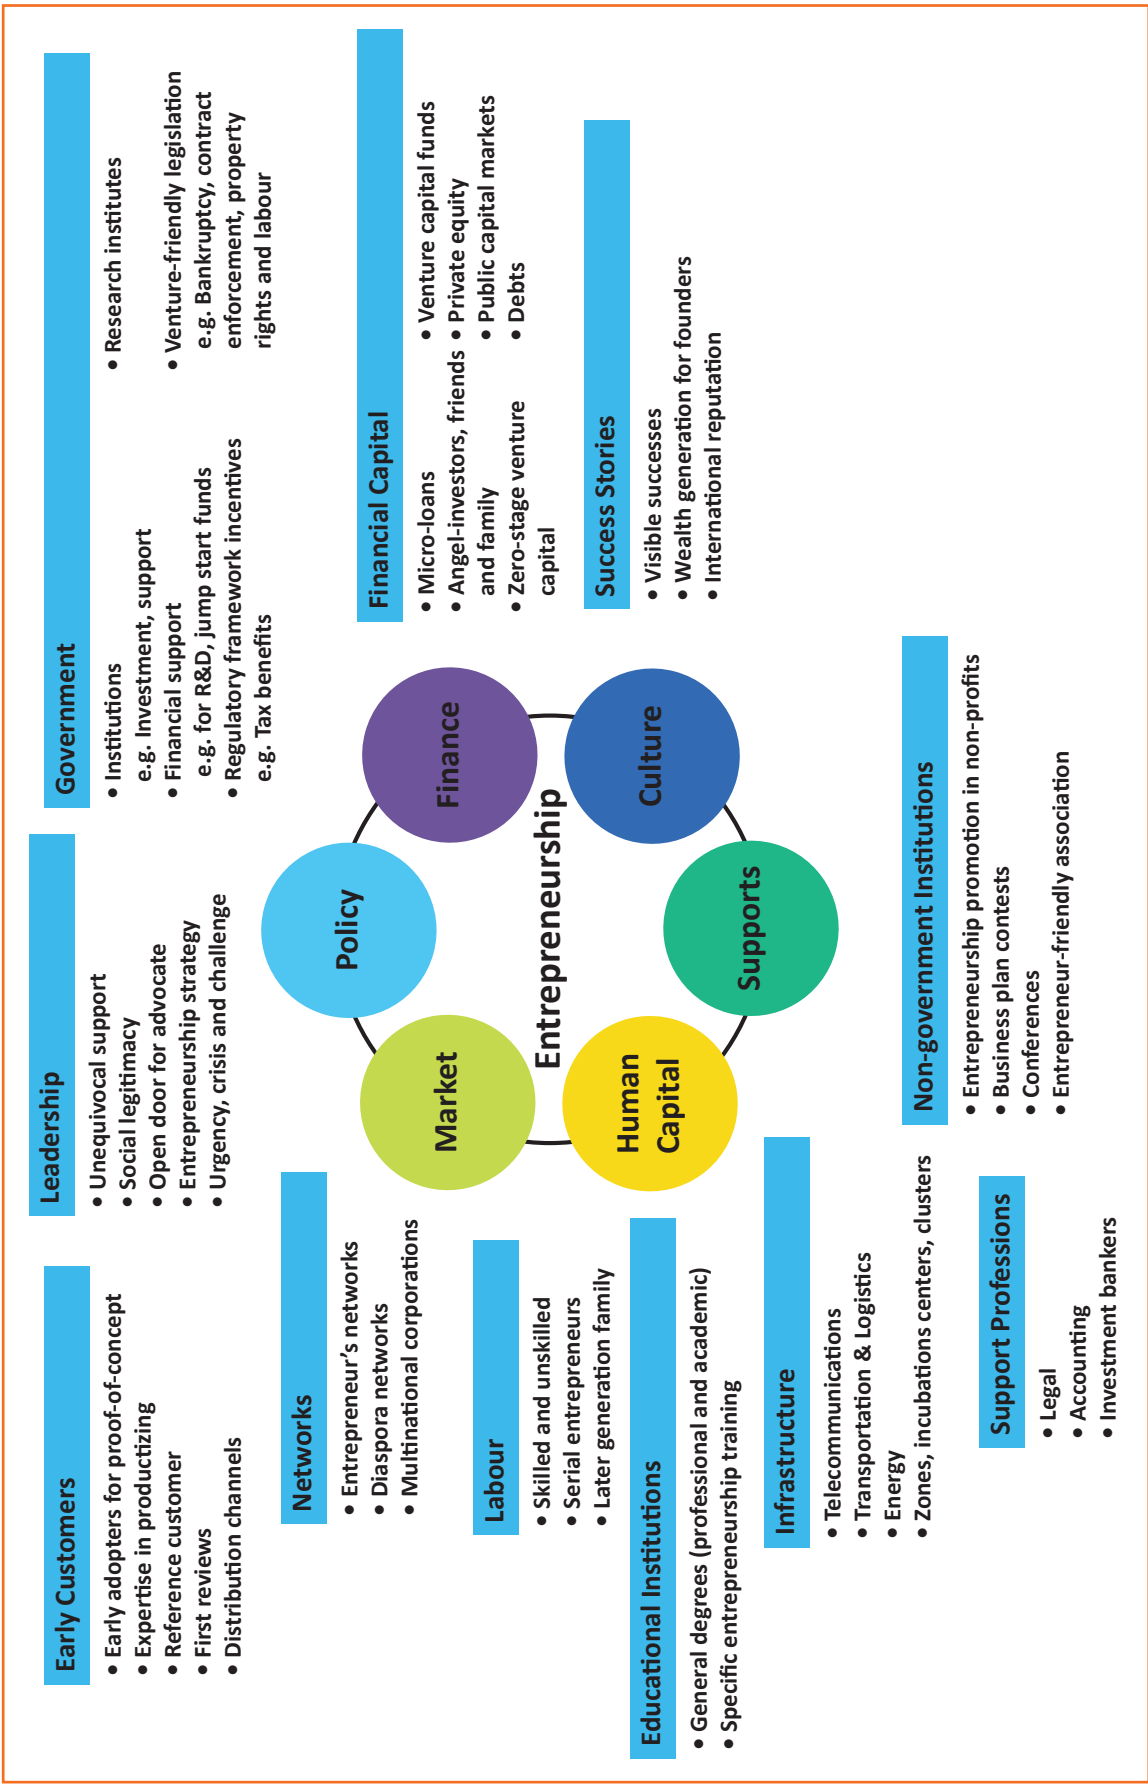 Early Customers
• Early adopters for proof-of-concept
• Expertise in productizing
• Reference customer
• First reviews
• Distribution channels
Leadership
• Unequivocal support
• Social legitimacy
• Open door for advocate
• Entrepreneurship strategy
• Urgency, crisis and challenge
Government
• Institutions
e.g. Investment, support
• Financial support
e.g. for R&D, jump start funds
• Regulatory framework incentives
e.g. Tax benefits
• Research institutes
• Venture-friendly legislation
e.g. Bankruptcy, contract
enforcement, property
rights and labour
Networks
• Entrepreneur's networks
• Diaspora networks
• Multinational corporations
Labour
• Skilled and unskilled
• Serial entrepreneurs
• Later generation family
Educational Institutions
• General degrees (professional and academic)
• Specific entrepreneurship training
Policy
Market
Finance
Entrepreneurship
Human
Capital
Culture
Supports
Financial Capital
• Micro-loans
• Angel-investors, friends
and family
• Zero-stage venture
capital
• Venture capital funds
• Private equity
• Public capital markets
• Debts
Success Stories
• Visible successes
• Wealth generation for founders
• International reputation
Infrastructure
• Telecommunications
• Transportation & Logistics
• Energy
• Zones, incubations centers, clusters
Support Professions
• Legal
• Accounting
• Investment bankers
Non-government Institutions
• Entrepreneurship promotion in non-profits
• Business plan contests
• Conferences
• Entrepreneur-friendly association